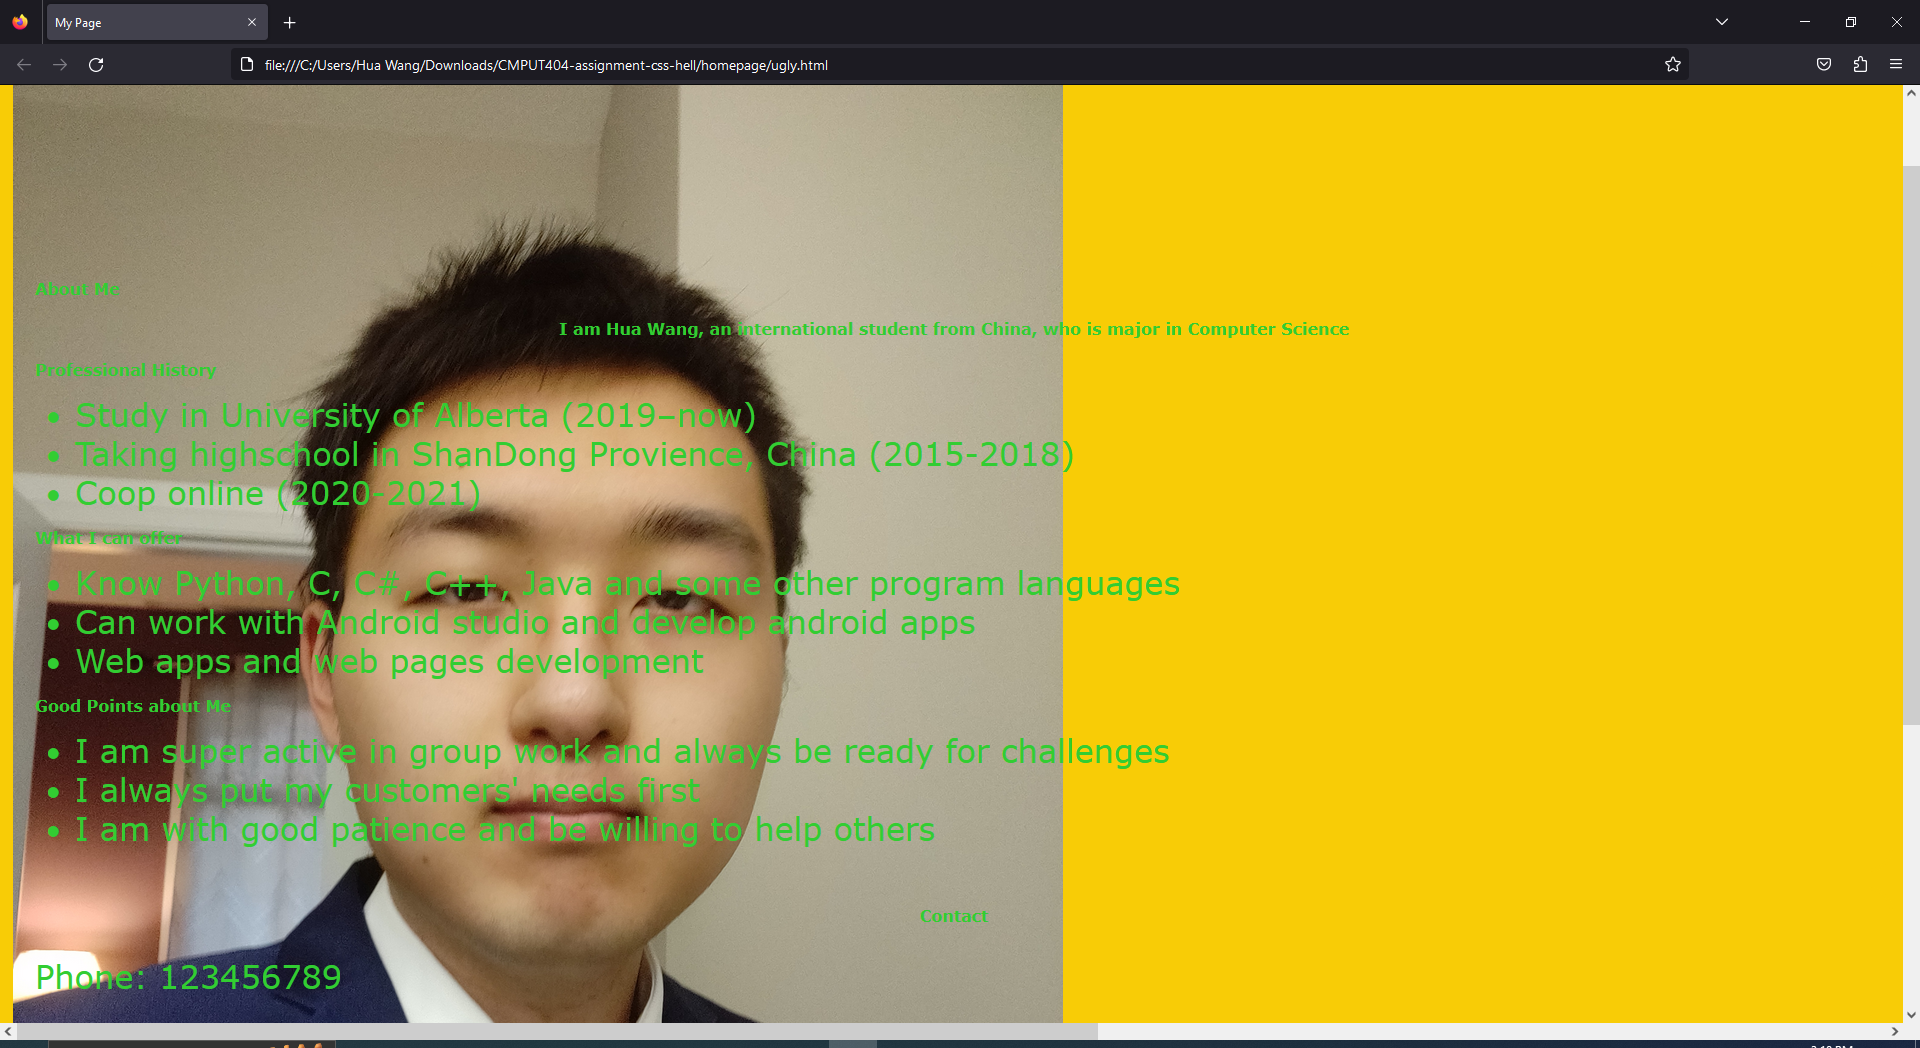 My Page
file:///C:/Users/Hua Wang/Downloads/CMPUT404-assignment-css-hell/homepage/ugly.html
About Me
I am Hua Wang, an international student from China, who is major in Computer Science
Professional History
Study in University of Alberta (2019–now)
Taking highschool in ShanDong Provience, China (2015-2018)
Coop online (2020-2021)
What I can offer
Know Python, C, C#, C++, Java and some other program languages
Can work with Android studio and develop android apps
Web apps and web pages development
Good Points about Me
I am super active in group work and always be ready for challenges
I always put my customers' needs first
I am with good patience and be willing to help others
Contact
Phone: 123456789